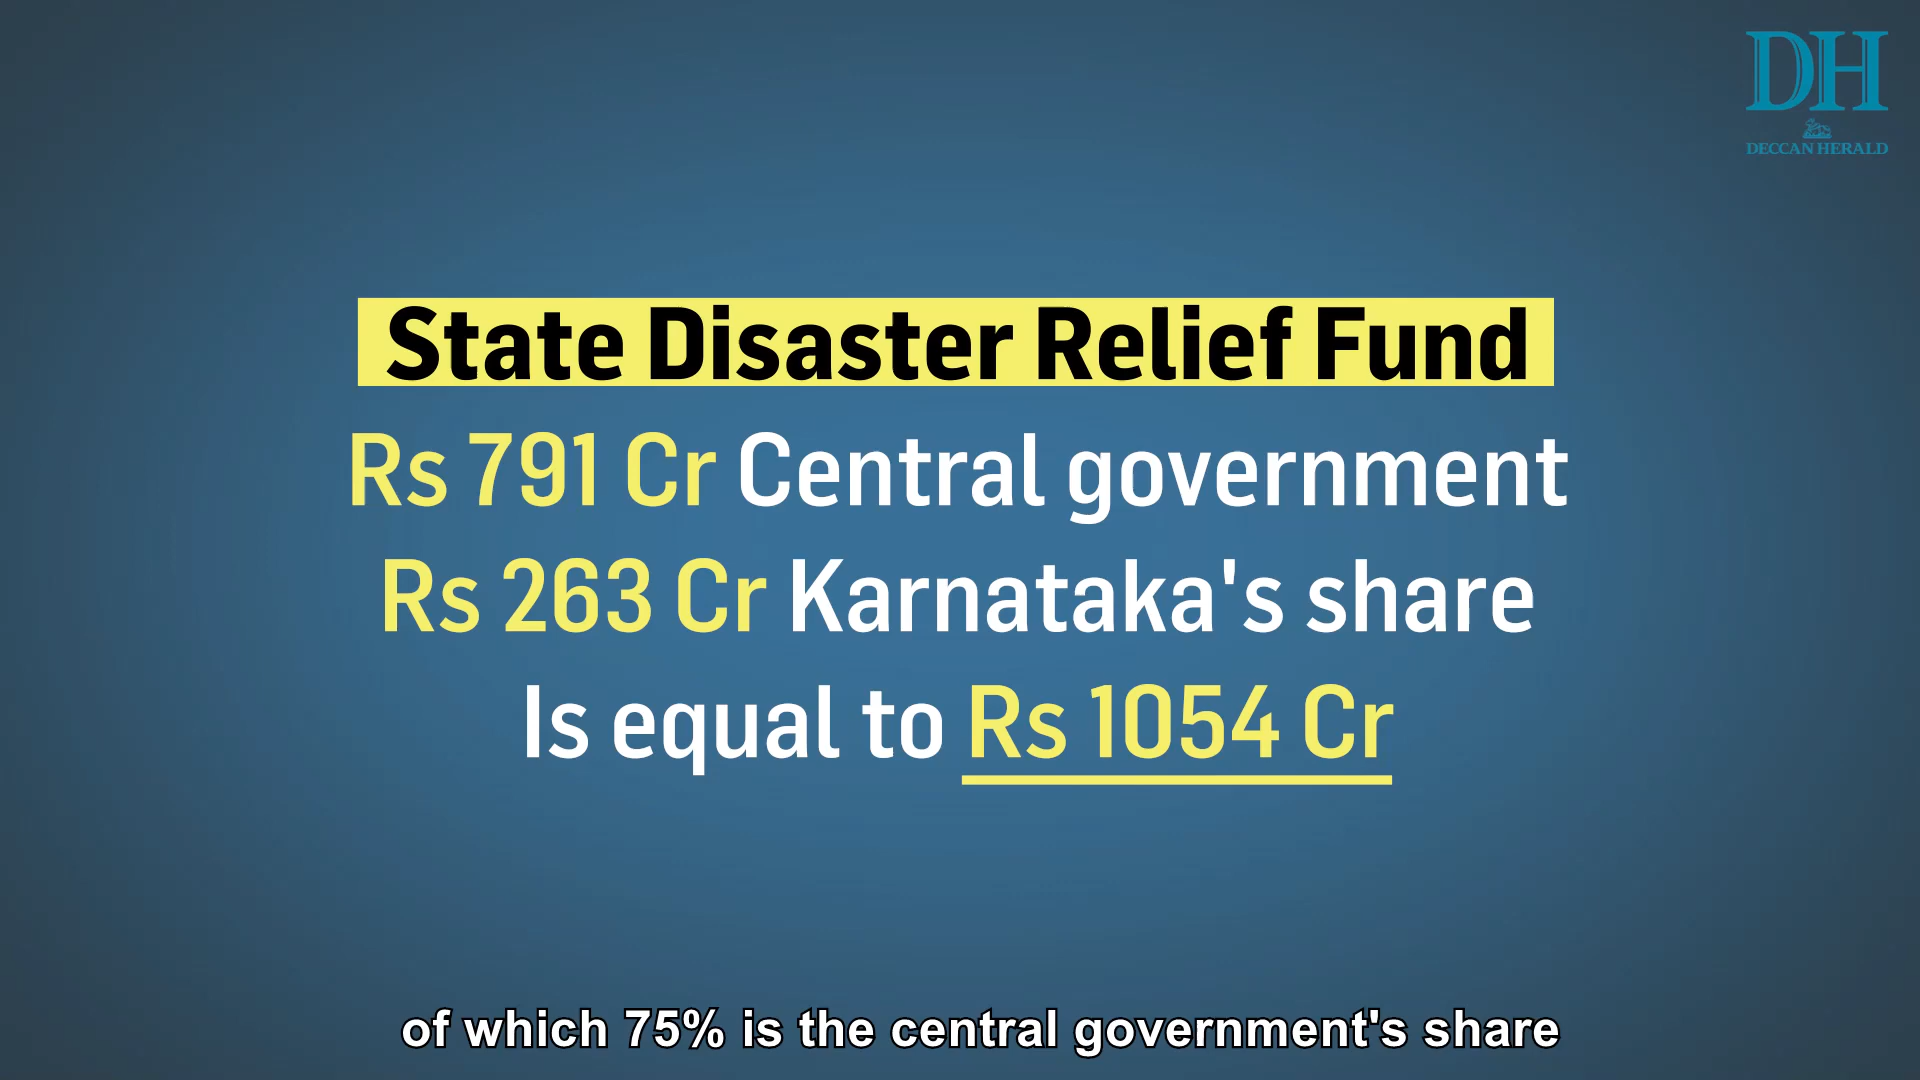 DH
DECCAN HERALD
State Disaster Relief Fund
Rs 791 Cr Central government
Rs 263 Cr Karnataka's share
Is equal to Rs 1054 Cr
of which 75% is the central government's share